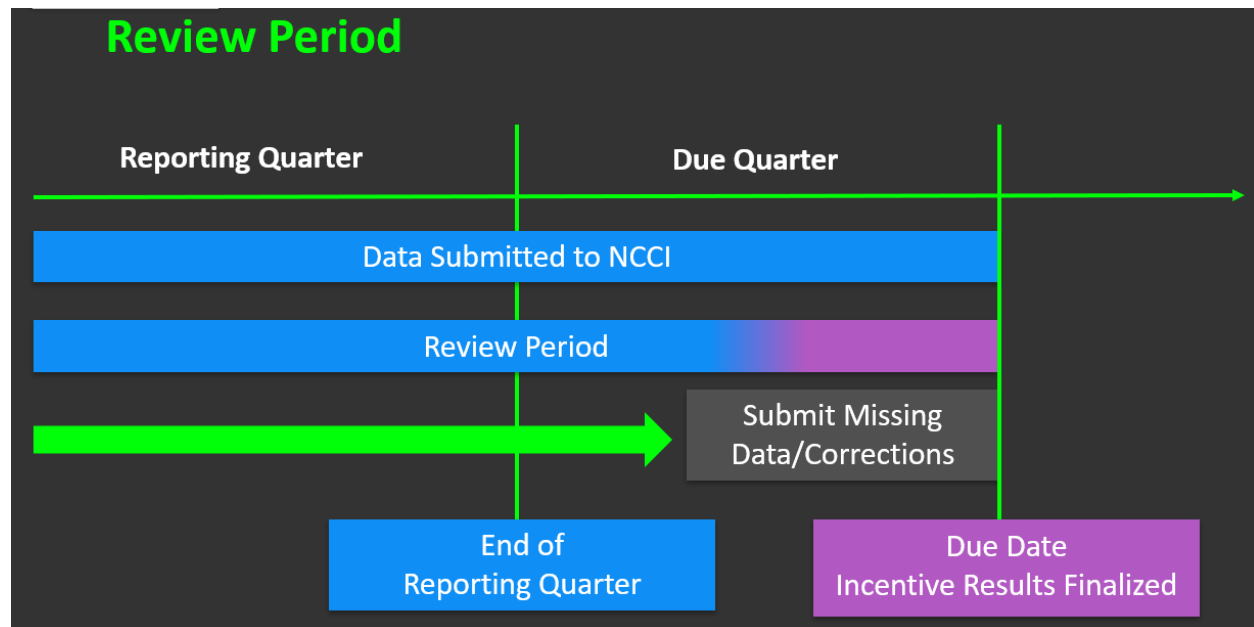 Review Period
Reporting Quarter
Due Quarter
Data Submitted to NCCI
Review Period
Submit Missing
Data/Corrections
End of
Reporting Quarter
Due Date
Incentive Results Finalized